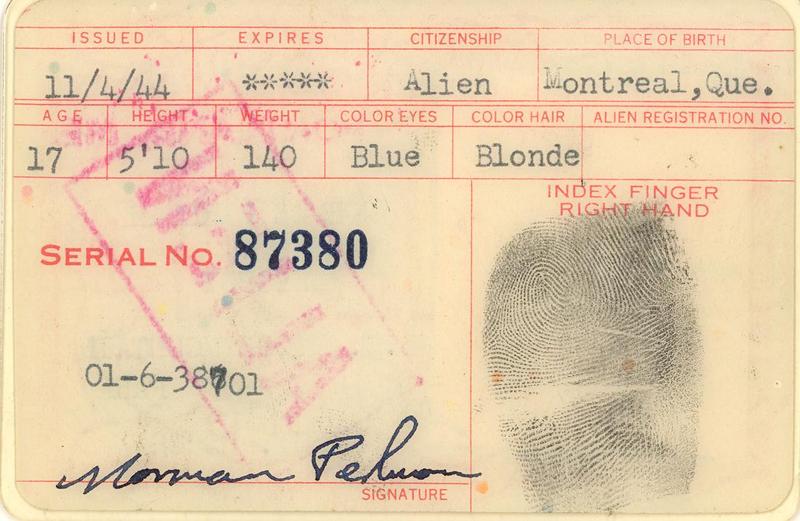 ISSUED EXPIRES CITIZENSHIP PLACE OF BIRTH
11/4/44 ***** Alien Montreal,Que.
AGE HEIGHT WEIGHT COLOR EYES COLOR HAIR ALIEN REGISTRATION NO.
17 5'10 140 Blue Blonde
INDEX FINGER
RIGHT HAND
SERIAL NO. 87380
01-6-38701
Norman Pelman
SIGNATURE